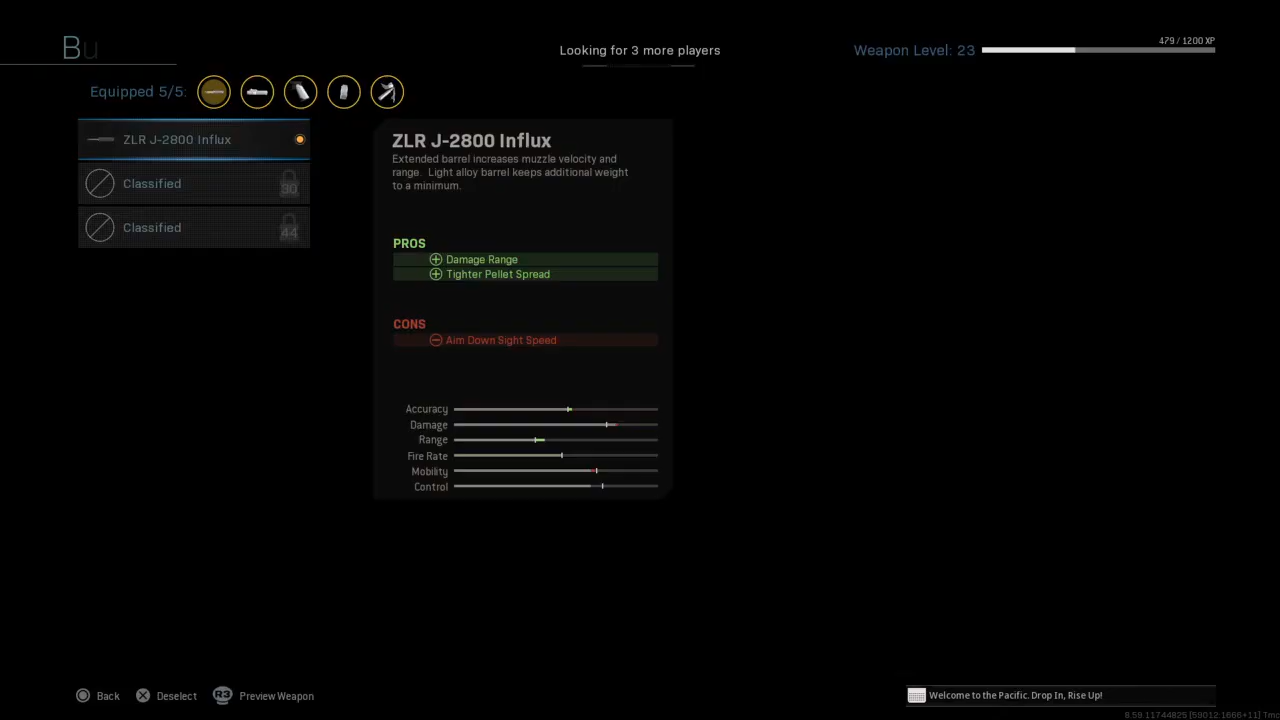 Bu
Looking for 3 more players
Weapon Level: 23
479 / 1200 XP
Equipped 5/5:
ZLR J-2800 Influx
Classified
30
Classified
44
ZLR J-2800 Influx
Extended barrel increases muzzle velocity and
range. Light alloy barrel keeps additional weight
to a minimum.
PROS
Damage Range
Tighter Pellet Spread
CONS
Aim Down Sight Speed
Accuracy
Damage
Range
Fire Rate
Mobility
Control
Back
Deselect
R3 Preview Weapon
Welcome to the Pacific. Drop In, Rise Up!